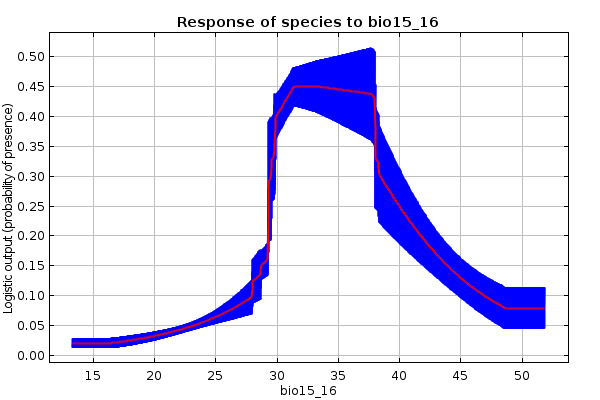 Response of species to bio15_16
Logistic output (probability of presence)
0.50
0.45
0.40
0.35
0.30
0.25
0.20
0.15
0.10
0.05
0.00
15 20 25 30 35 40 45 50
bio15_16